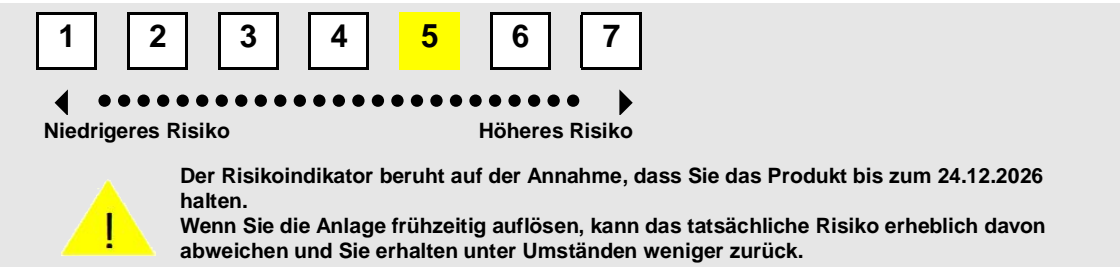 1 2 3 4 5 6 7
Niedrigeres Risiko Höheres Risiko
Der Risikoindikator beruht auf der Annahme, dass Sie das Produkt bis zum 24.12.2026
halten.
Wenn Sie die Anlage frühzeitig auflösen, kann das tatsächliche Risiko erheblich davon
abweichen und Sie erhalten unter Umständen weniger zurück.
!